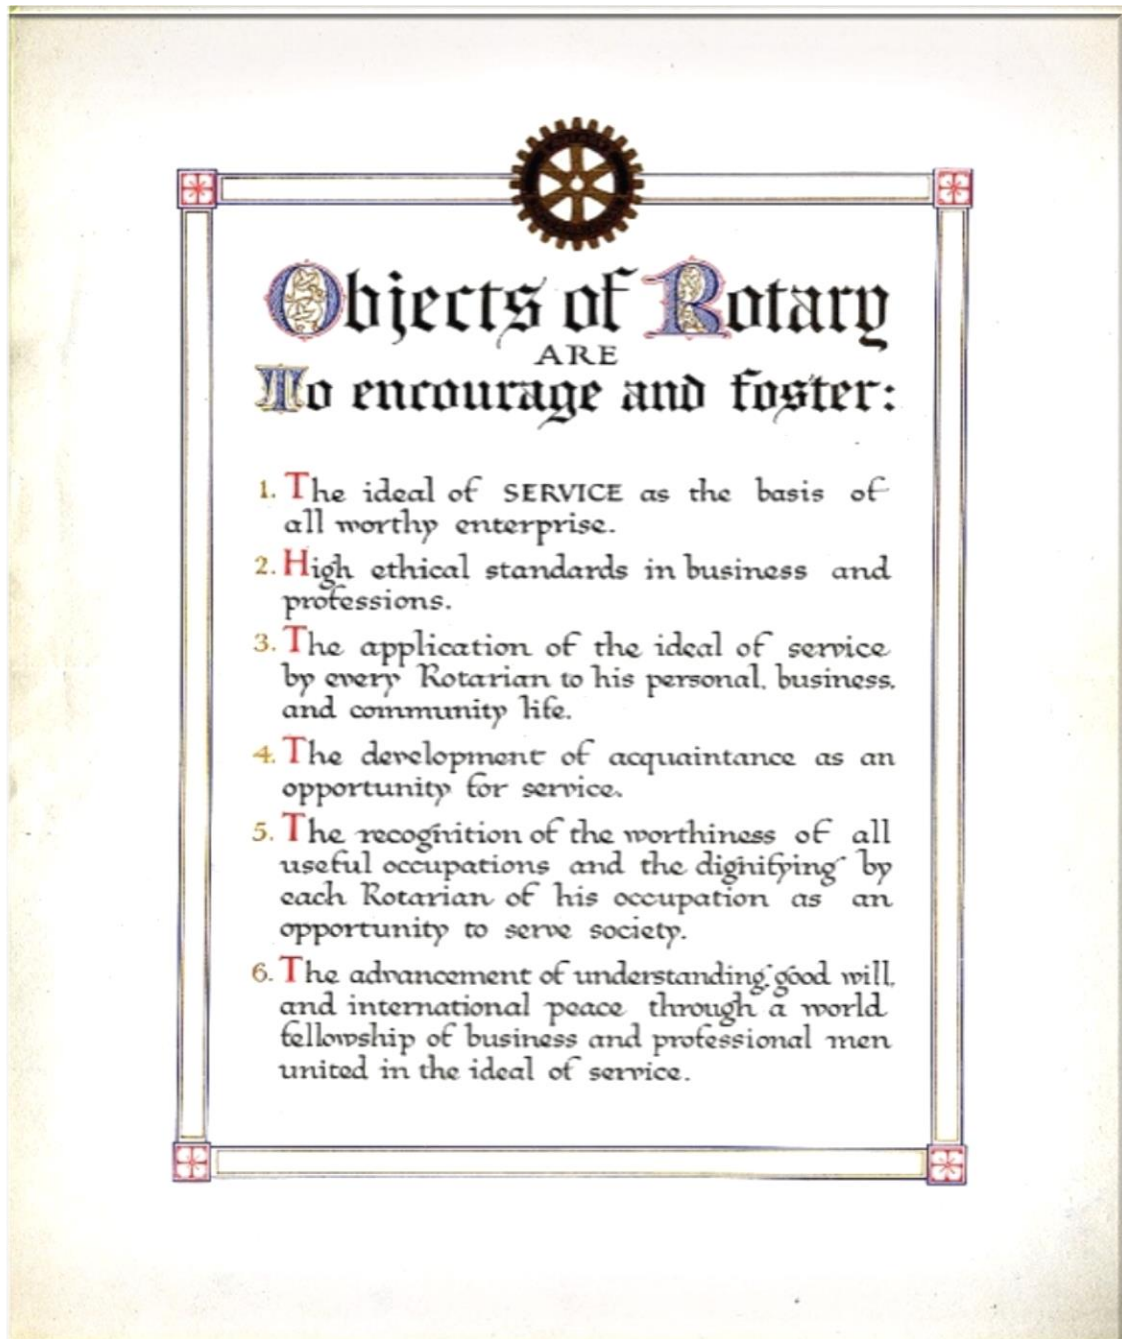 Objects of Rotary
ARE
To encourage and foster:
1. The ideal of SERVICE as the basis of
all worthy enterprise.
2. High ethical standards in business and
professions.
3. The application of the ideal of service
by every Rotarian to his personal, business,
and community life.
4. The development of acquaintance as an
opportunity for service.
5. The recognition of the worthiness of all
useful occupations and the dignifying by
each Rotarian of his occupation as an
opportunity to serve society.
6. The advancement of understanding, good will,
and international peace through a world
fellowship of business and professional men
united in the ideal of service.